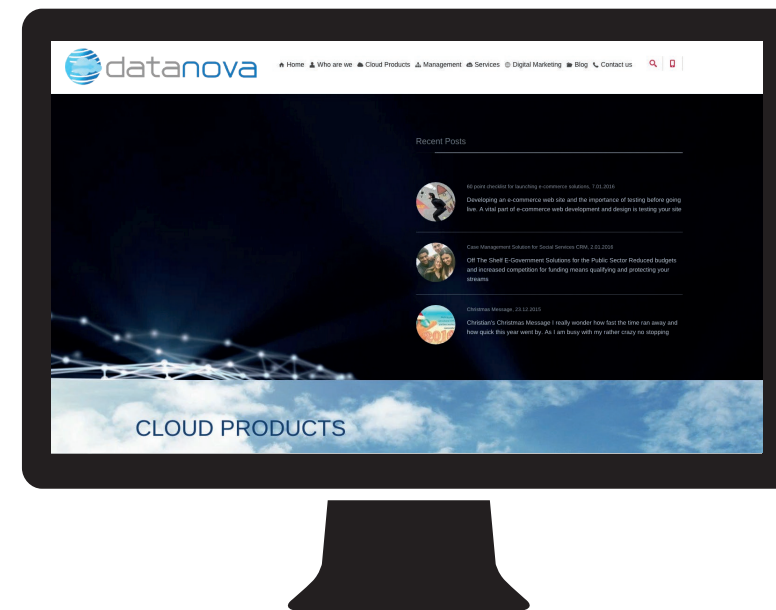 datanova
Home Who are we Cloud Products Management Services Digital Marketing Blog Contact us
Recent Posts
60 point checklist for launching e-commerce solutions, 7.01.2016
Developing an e-commerce web site and the importance of testing before going
live. A vital part of e-commerce web development and design is testing your site
Case Management Solution for Social Services CRM, 2.01.2016
Off The Shelf E-Government Solutions for the Public Sector Reduced budgets
and increased competition for funding means qualifying and protecting your
streams
Christmas Message, 23.12.2015
Christian's Christmas Message I really wonder how fast the time ran away and
how quick this year went by. As I am busy with my rather crazy no stopping
CLOUD PRODUCTS